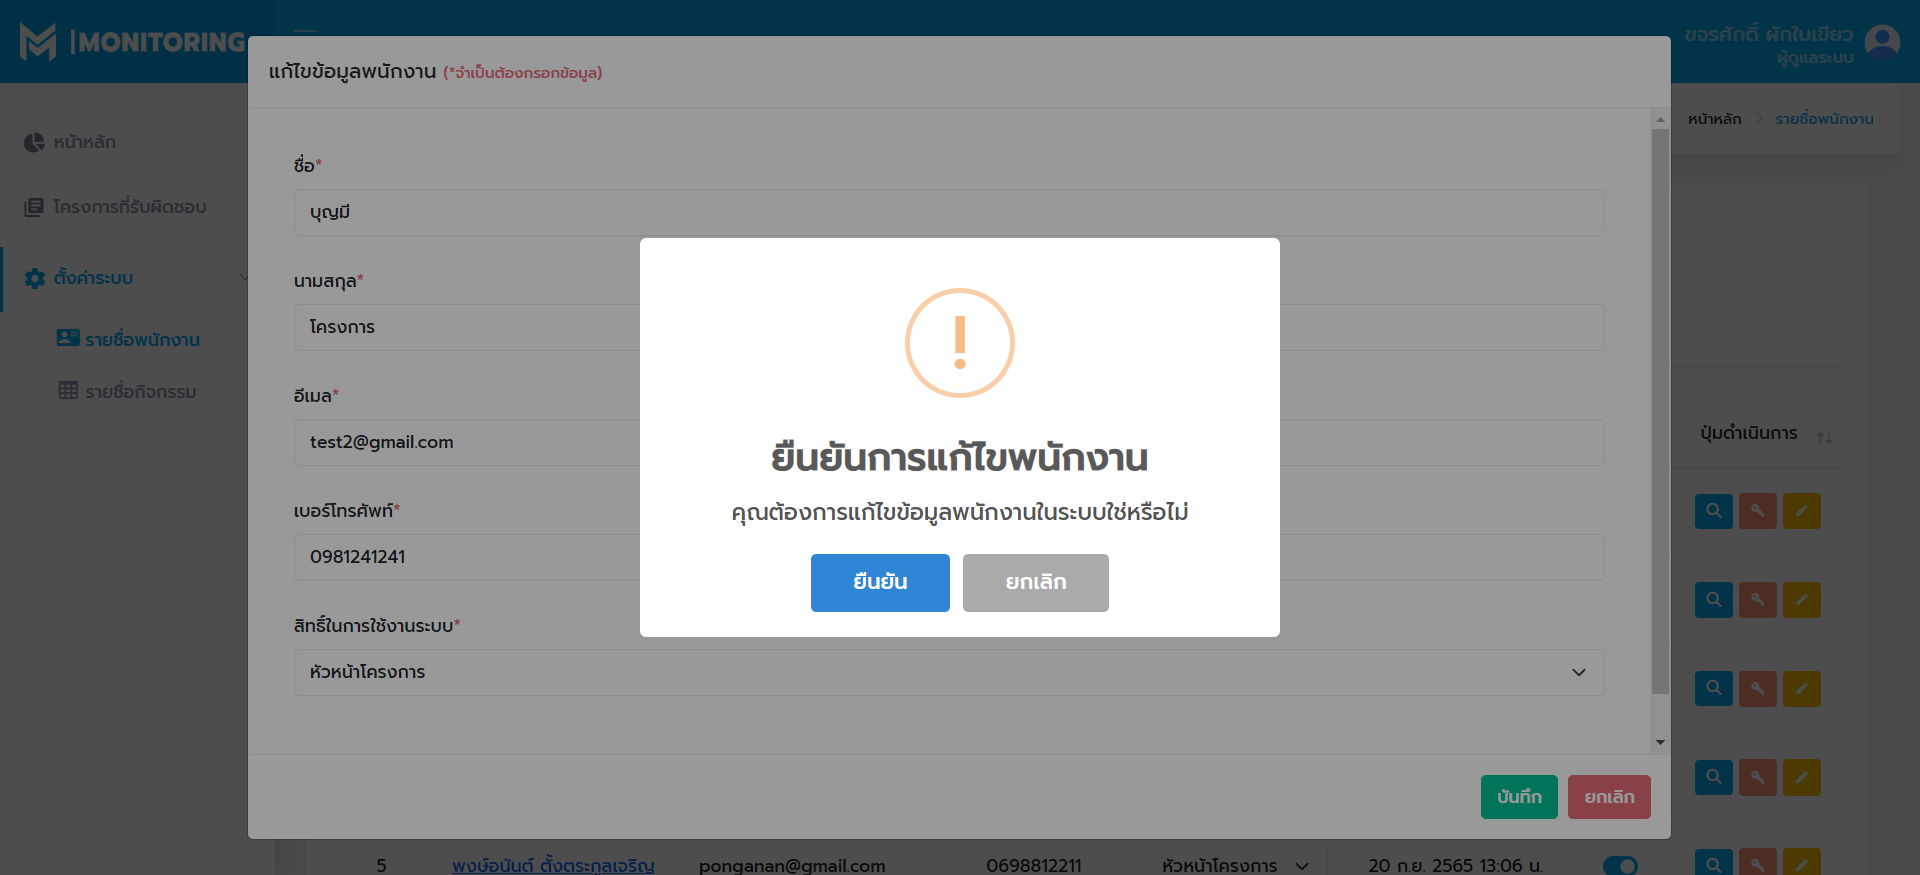 |MONITORING
ขจรศักดิ์ ผักใบเขียว
ผู้ดูแลระบบ
แก้ไขข้อมูลพนักงาน (*จำเป็นต้องกรอกข้อมูล)
หน้าหลัก
รายชื่อพนักงาน
หน้าหลัก
โครงการที่รับผิดชอบ
ตั้งค่าระบบ
รายชื่อพนักงาน
รายชื่อกิจกรรม
ชื่อ*
บุญมี
นามสกุล*
โครงการ
อีเมล*
test2@gmail.com
เบอร์โทรศัพท์*
0981241241
สิทธิ์ในการใช้งานระบบ*
หัวหน้าโครงการ
ยืนยันการแก้ไขพนักงาน
คุณต้องการแก้ไขข้อมูลพนักงานในระบบใช่หรือไม่
ยืนยัน ยกเลิก
ปุ่มดำเนินการ
บันทึก ยกเลิก
5 พงษ์อนันต์ ตั้งตระกูลเจริญ ponganan@gmail.com 0698812211 หัวหน้าโครงการ 20 ก.ย. 2565 13:06 น.